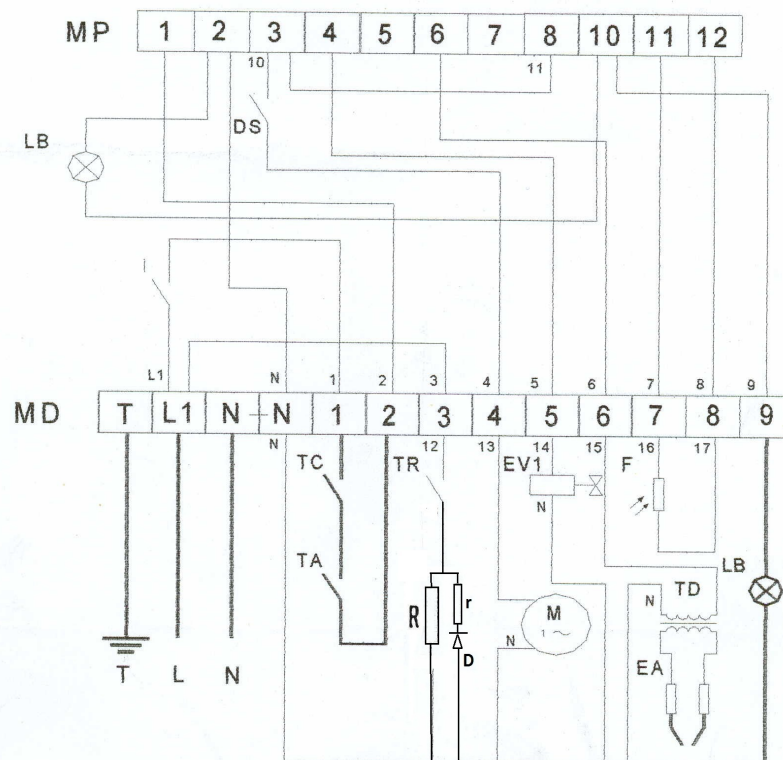 MP 1 2 3 4 5 6 7 8 10 11 12
10 11
DS
LB
I
L1 N 1 2 3 4 5 6 7 8 9
MD T L1 N N 1 2 3 4 5 6 7 8 9
N 12 13 14 15 16 17
TC TR EV1 F
N
TA LB
N TD
R r M
1 ~
D N
EA
T L N